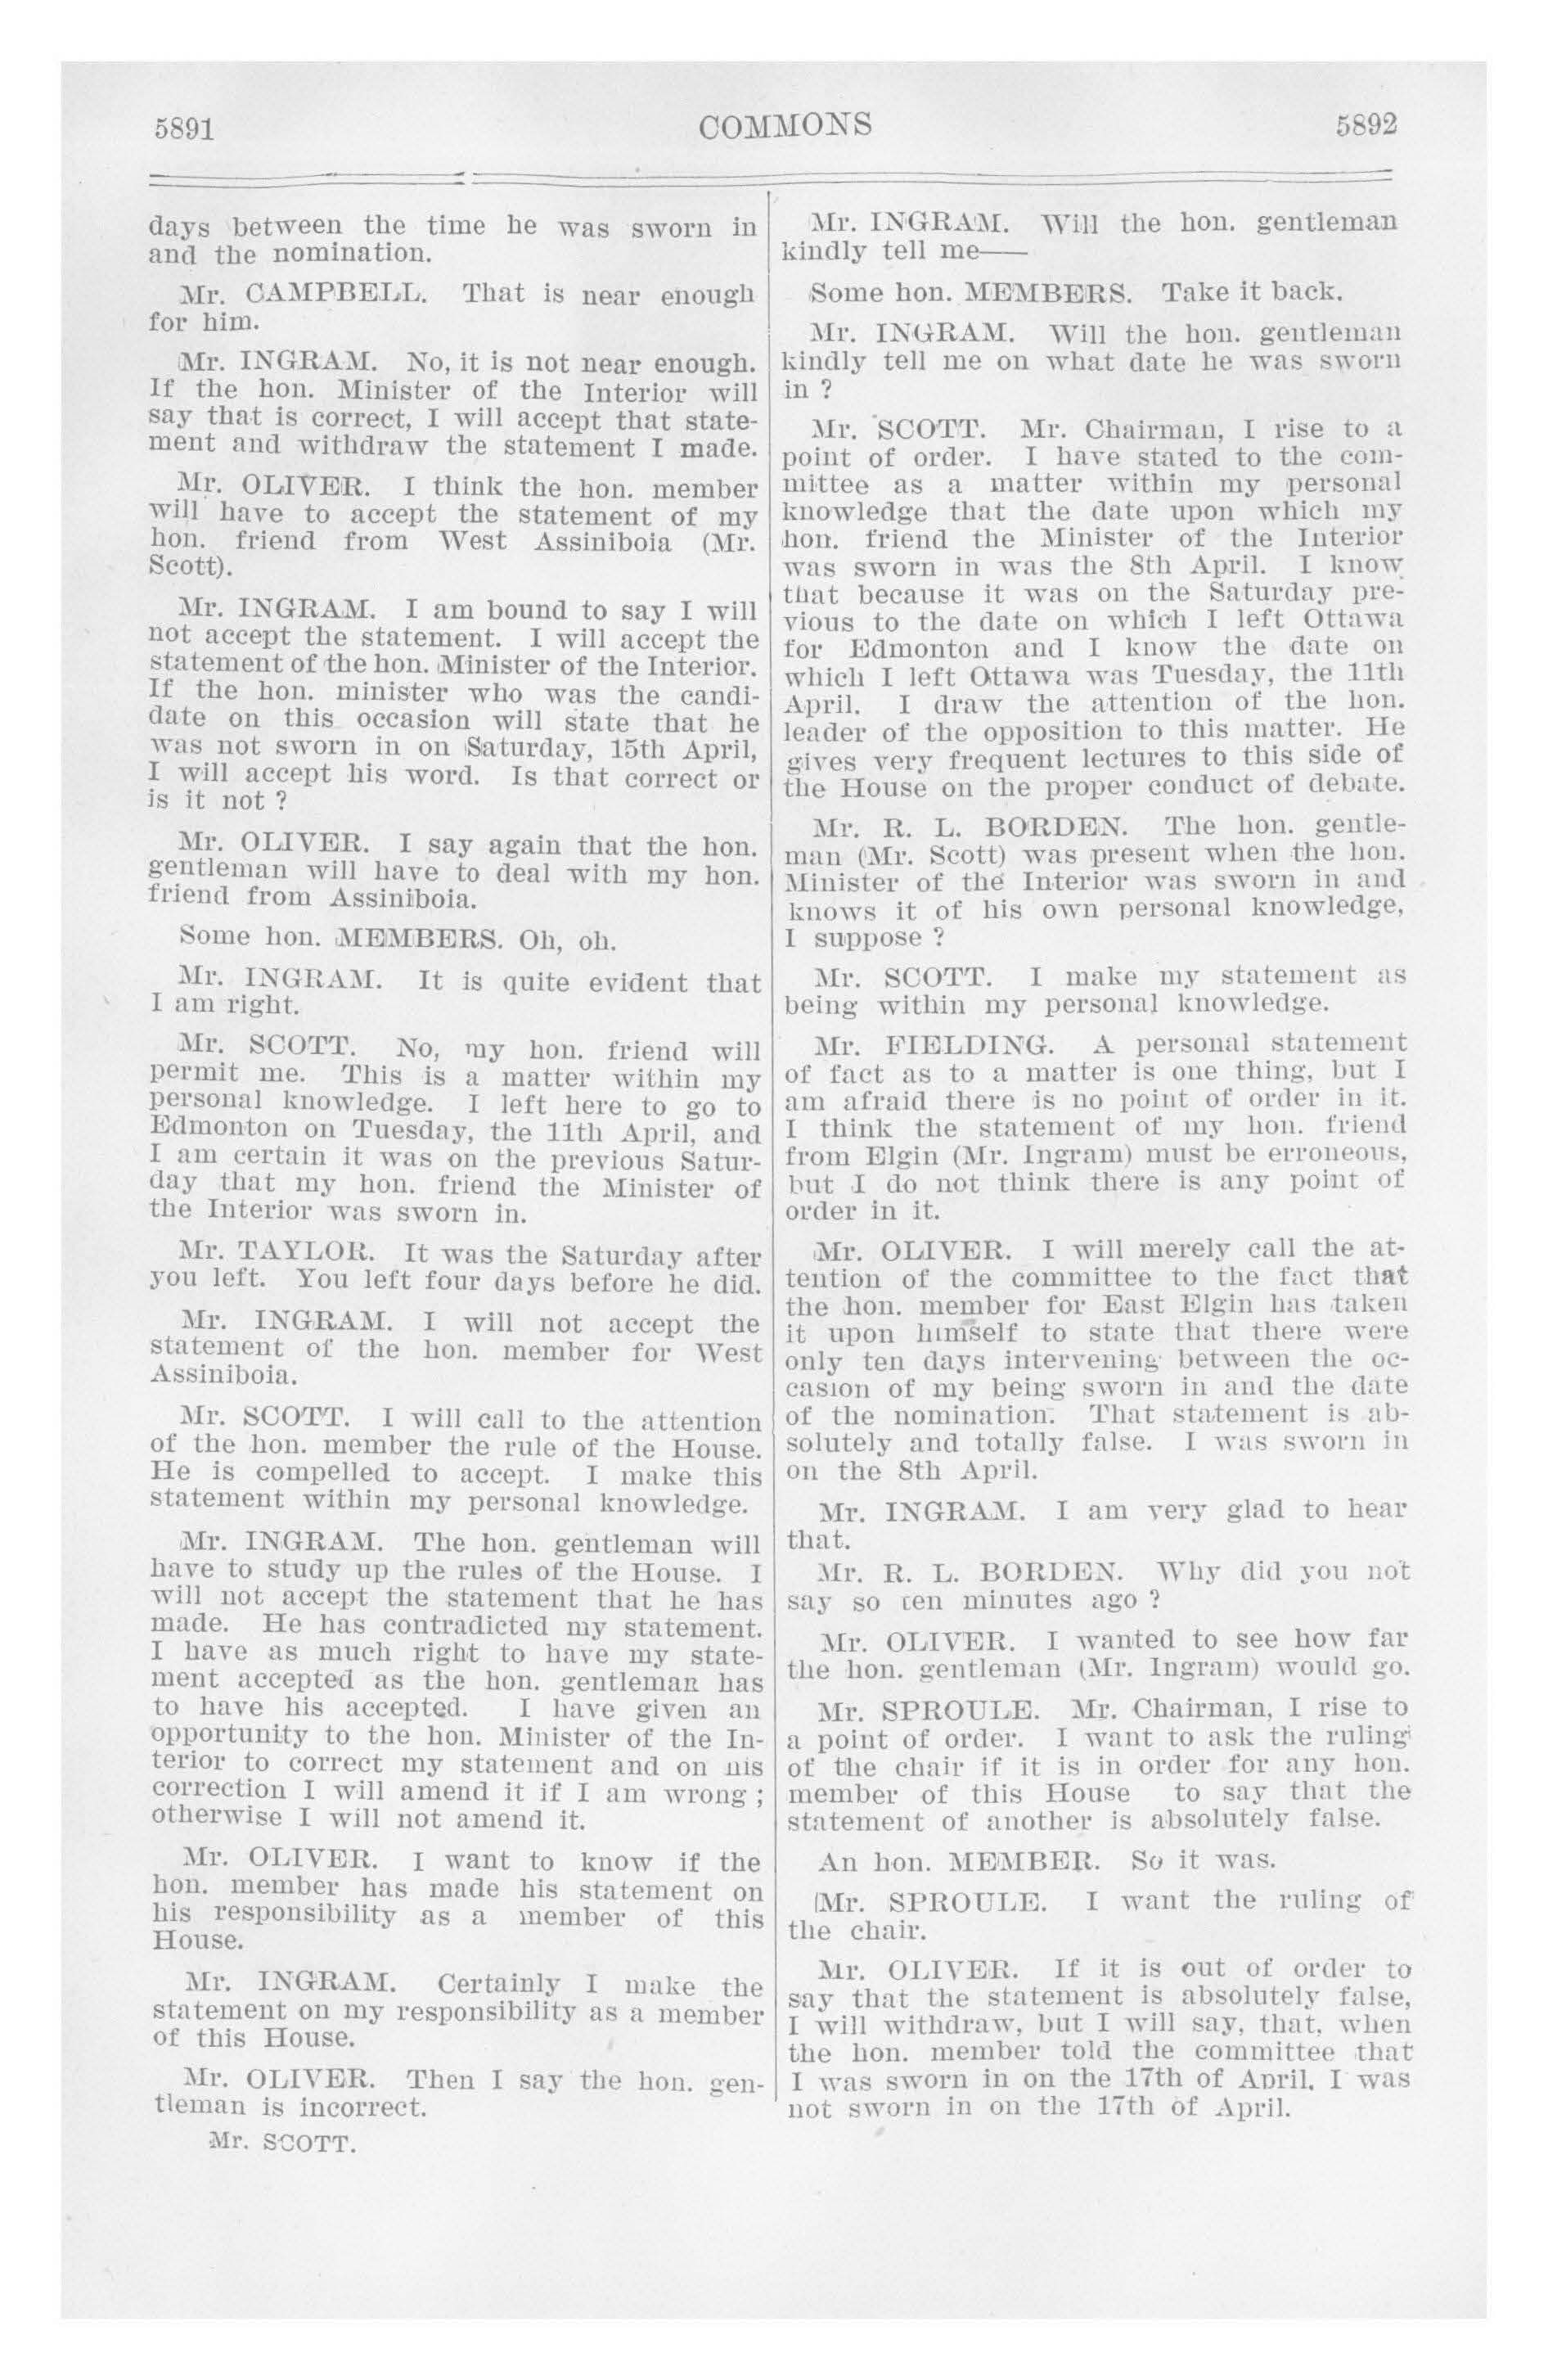 5891 COMMONS 5892
days between the time he was sworn in
and the nomination.
Mr. CAMPBELL. That is near enough
for him.
Mr. INGRAM. No, it is not near enough.
If the hon. Minister of the Interior will
say that is correct, I will accept that state-
ment and withdraw the statement I made.
Mr. OLIVER. I think the hon. member
will have to accept the statement of my
hon. friend from West Assiniboia (Mr.
Scott).
Mr. INGRAM. I am bound to say I will
not accept the statement. I will accept the
statement of the hon. Minister of the Interior.
If the hon. minister who was the candi-
date on this occasion will state that he
was not sworn in on Saturday, 15th April,
I will accept his word. Is that correct or
is it not ?
Mr. OLIVER. I say again that the hon.
gentleman will have to deal with my hon.
friend from Assiniboia.
Some hon. MEMBERS. Oh, oh.
Mr. INGRAM. It is quite evident that
I am right.
Mr. SCOTT. No, my hon. friend will
permit me. This is a matter within my
personal knowledge. I left here to go to
Edmonton on Tuesday, the 11th April, and
I am certain it was on the previous Satur-
day that my hon. friend the Minister of
the Interior was sworn in.
Mr. TAYLOR. It was the Saturday after
you left. You left four days before he did.
Mr. INGRAM. I will not accept the
statement of the hon. member for West
Assiniboia.
Mr. SCOTT. I will call to the attention
of the hon. member the rule of the House.
He is compelled to accept. I make this
statement within my personal knowledge.
Mr. INGRAM. The hon. gentleman will
have to study up the rules of the House. I
will not accept the statement that he has
made. He has contradicted my statement.
I have as much right to have my state-
ment accepted as the hon. gentleman has
to have his accepted. I have given an
opportunity to the hon. Minister of the In-
terior to correct my statement and on his
correction I will amend it if I am wrong ;
otherwise I will not amend it.
Mr. OLIVER. I want to know if the
hon. member has made his statement on
his responsibility as a member of this
House.
Mr. INGRAM. Certainly I make the
statement on my responsibility as a member
of this House.
Mr. OLIVER. Then I say the hon. gen-
tleman is incorrect.
Mr. SCOTT.
Mr. INGRAM. Will the hon. gentleman
kindly tell me——
Some hon. MEMBERS. Take it back.
Mr. INGRAM. Will the hon. gentleman
kindly tell me on what date he was sworn
in ?
Mr. SCOTT. Mr. Chairman, I rise to a
point of order. I have stated to the com-
mittee as a matter within my personal
knowledge that the date upon which my
hon. friend the Minister of the Interior
was sworn in was the 8th April. I know
that because it was on the Saturday pre-
vious to the date on which I left Ottawa
for Edmonton and I know the date on
which I left Ottawa was Tuesday, the 11th
April. I draw the attention of the hon.
leader of the opposition to this matter. He
gives very frequent lectures to this side of
the House on the proper conduct of debate.
Mr. R. L. BORDEN. The hon. gentle-
man (Mr. Scott) was present when the hon.
Minister of the Interior was sworn in and
knows it of his own personal knowledge,
I suppose ?
Mr. SCOTT. I make my statement as
being within my personal knowledge.
Mr. FIELDING. A personal statement
of fact as to a matter is one thing, but I
am afraid there is no point of order in it.
I think the statement of my hon. friend
from Elgin (Mr. Ingram) must be erroneous,
but I do not think there is any point of
order in it.
Mr. OLIVER. I will merely call the at-
tention of the committee to the fact that
the hon. member for East Elgin has taken
it upon himself to state that there were
only ten days intervening between the oc-
casion of my being sworn in and the date
of the nomination. That statement is ab-
solutely and totally false. I was sworn in
on the 8th April.
Mr. INGRAM. I am very glad to hear
that.
Mr. R. L. BORDEN. Why did you not
say so ten minutes ago ?
Mr. OLIVER. I wanted to see how far
the hon. gentleman (Mr. Ingram) would go.
Mr. SPROULE. Mr. Chairman, I rise to
a point of order. I want to ask the ruling
of the chair if it is in order for any hon.
member of this House to say that the
statement of another is absolutely false.
An hon. MEMBER. So it was.
Mr. SPROULE. I want the ruling of
the chair.
Mr. OLIVER. If it is out of order to
say that the statement is absolutely false,
I will withdraw, but I will say, that, when
the hon. member told the committee that
I was sworn in on the 17th of April, I was
not sworn in on the 17th of April.